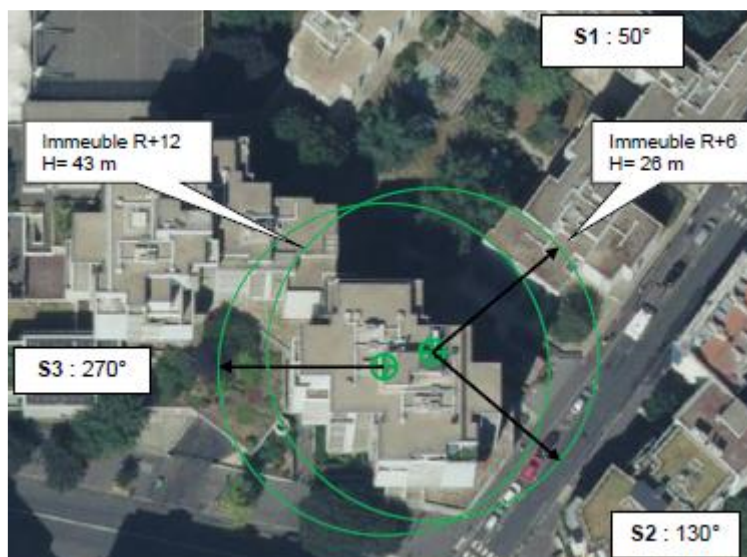 S1 : 50°
Immeuble R+12
H= 43 m
Immeuble R+6
H= 26 m
S3 : 270°
S2 : 130°